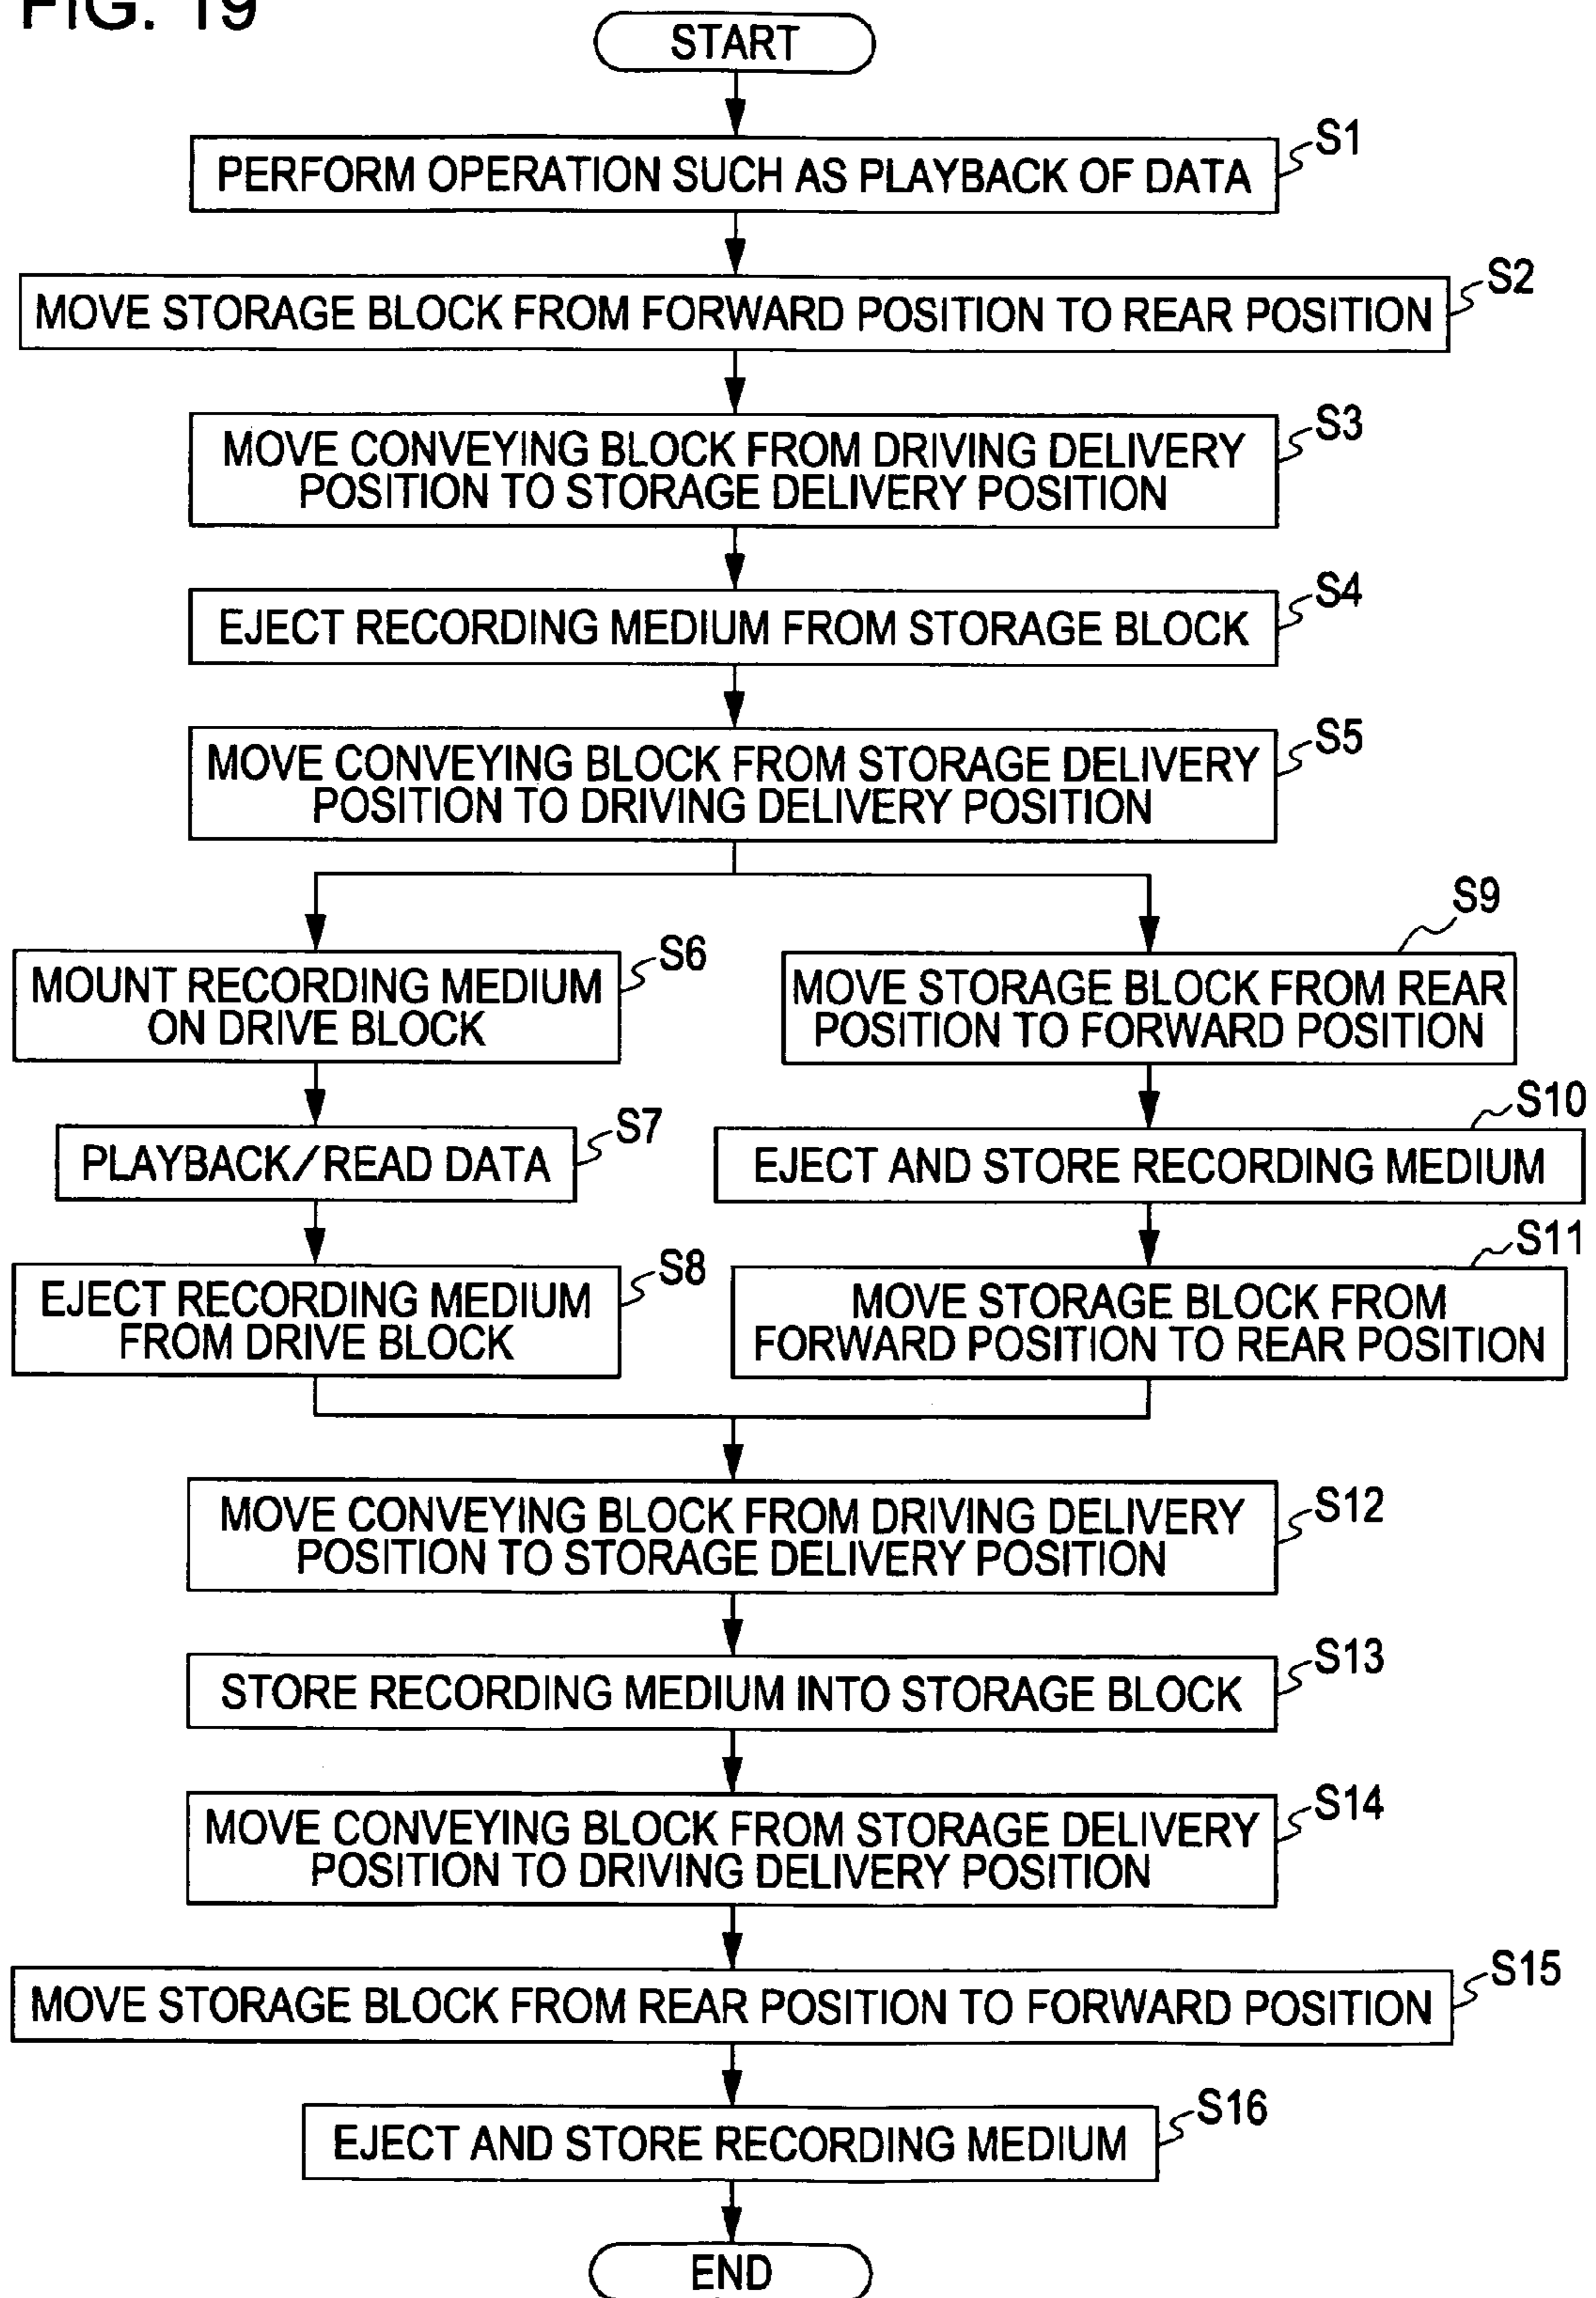 FIG. 19
START
S1
PERFORM OPERATION SUCH AS PLAYBACK OF DATA
S2
MOVE STORAGE BLOCK FROM FORWARD POSITION TO REAR POSITION
S3
MOVE CONVEYING BLOCK FROM DRIVING DELIVERY
POSITION TO STORAGE DELIVERY POSITION
S4
EJECT RECORDING MEDIUM FROM STORAGE BLOCK
S5
MOVE CONVEYING BLOCK FROM STORAGE DELIVERY
POSITION TO DRIVING DELIVERY POSITION
S6
MOUNT RECORDING MEDIUM
ON DRIVE BLOCK
S7
PLAYBACK/READ DATA
S8
EJECT RECORDING MEDIUM
FROM DRIVE BLOCK
S9
MOVE STORAGE BLOCK FROM REAR
POSITION TO FORWARD POSITION
S10
EJECT AND STORE RECORDING MEDIUM
S11
MOVE STORAGE BLOCK FROM
FORWARD POSITION TO REAR POSITION
S12
MOVE CONVEYING BLOCK FROM DRIVING DELIVERY
POSITION TO STORAGE DELIVERY POSITION
S13
STORE RECORDING MEDIUM INTO STORAGE BLOCK
S14
MOVE CONVEYING BLOCK FROM STORAGE DELIVERY
POSITION TO DRIVING DELIVERY POSITION
S15
MOVE STORAGE BLOCK FROM REAR POSITION TO FORWARD POSITION
S16
EJECT AND STORE RECORDING MEDIUM
END